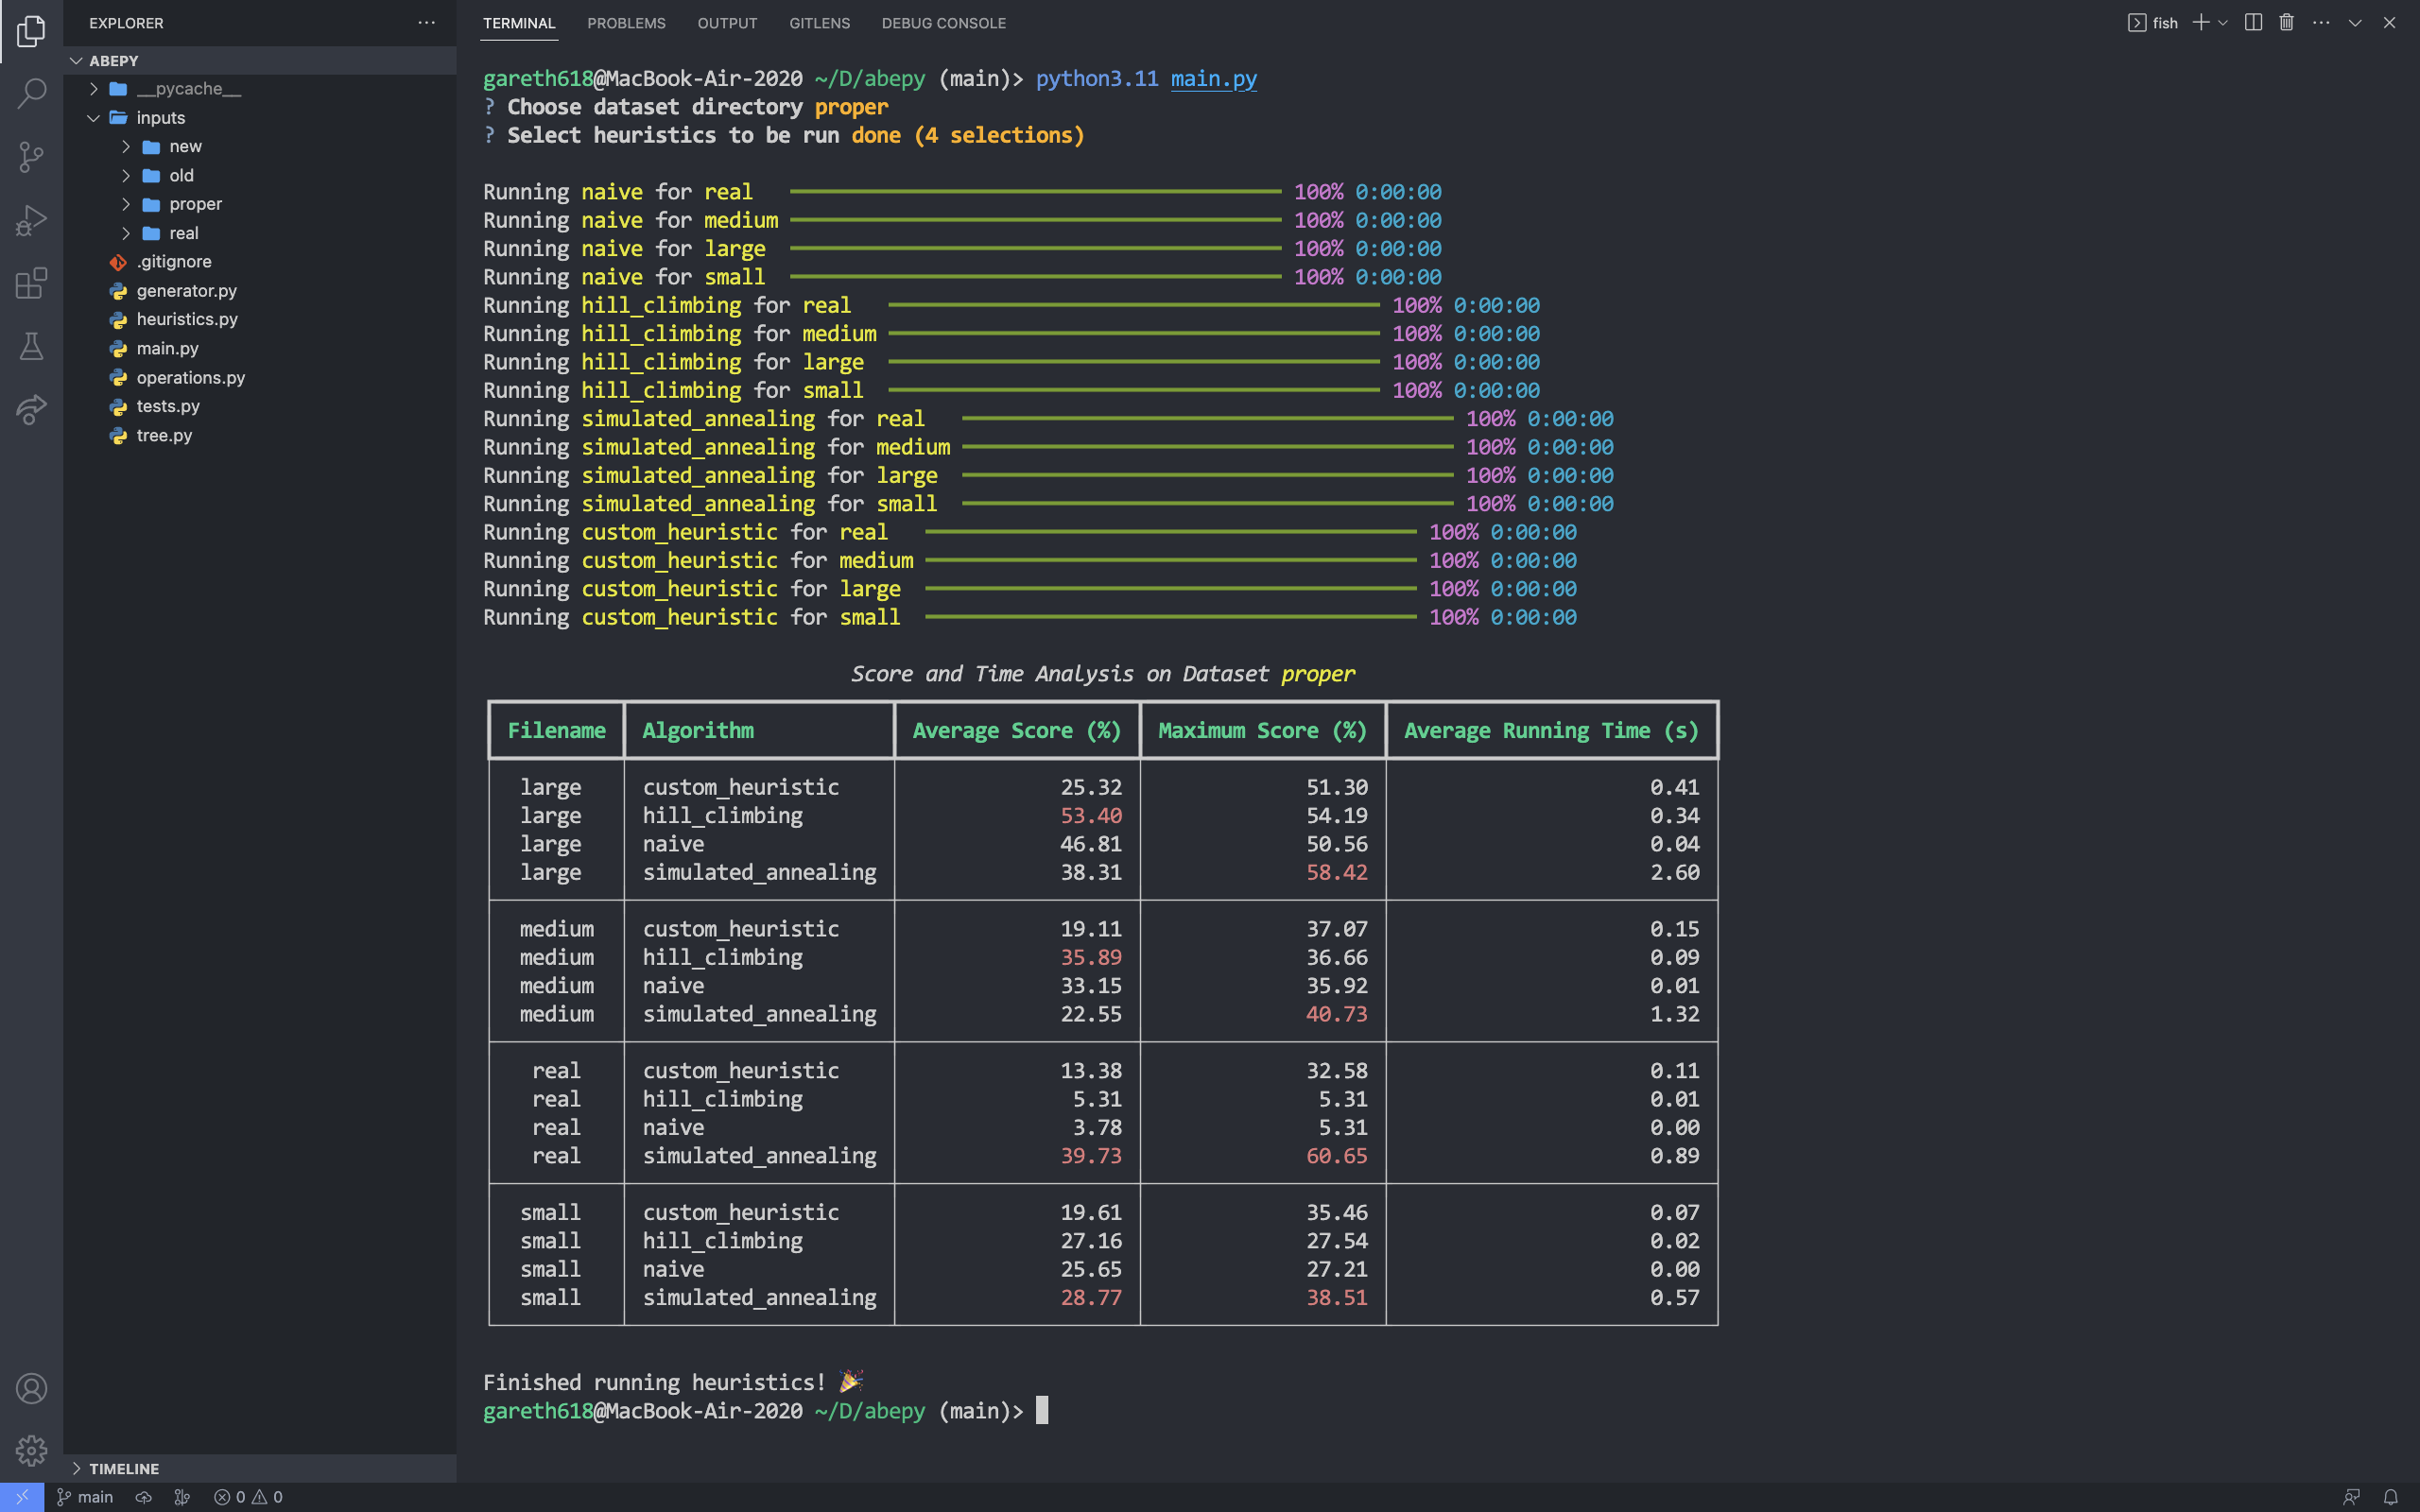 EXPLORER
ABEPY
__pycache__
inputs
new
old
proper
real
.gitignore
generator.py
heuristics.py
main.py
operations.py
tests.py
tree.py
TIMELINE
TERMINAL PROBLEMS OUTPUT GITLENS DEBUG CONSOLE
fish
gareth618@MacBook-Air-2020 ~/D/abepy (main)> python3.11 main.py
? Choose dataset directory proper
? Select heuristics to be run done (4 selections)
Running naive for real 100% 0:00:00
Running naive for medium 100% 0:00:00
Running naive for large 100% 0:00:00
Running naive for small 100% 0:00:00
Running hill_climbing for real 100% 0:00:00
Running hill_climbing for medium 100% 0:00:00
Running hill_climbing for large 100% 0:00:00
Running hill_climbing for small 100% 0:00:00
Running simulated_annealing for real 100% 0:00:00
Running simulated_annealing for medium 100% 0:00:00
Running simulated_annealing for large 100% 0:00:00
Running simulated_annealing for small 100% 0:00:00
Running custom_heuristic for real 100% 0:00:00
Running custom_heuristic for medium 100% 0:00:00
Running custom_heuristic for large 100% 0:00:00
Running custom_heuristic for small 100% 0:00:00
Score and Time Analysis on Dataset proper
Filename Algorithm Average Score (%) Maximum Score (%) Average Running Time (s)
large custom_heuristic 25.32 51.30 0.41
large hill_climbing 53.40 54.19 0.34
large naive 46.81 50.56 0.04
large simulated_annealing 38.31 58.42 2.60
medium custom_heuristic 19.11 37.07 0.15
medium hill_climbing 35.89 36.66 0.09
medium naive 33.15 35.92 0.01
medium simulated_annealing 22.55 40.73 1.32
real custom_heuristic 13.38 32.58 0.11
real hill_climbing 5.31 5.31 0.01
real naive 3.78 5.31 0.00
real simulated_annealing 39.73 60.65 0.89
small custom_heuristic 19.61 35.46 0.07
small hill_climbing 27.16 27.54 0.02
small naive 25.65 27.21 0.00
small simulated_annealing 28.77 38.51 0.57
Finished running heuristics! 🎉
gareth618@MacBook-Air-2020 ~/D/abepy (main)>
main 0 0